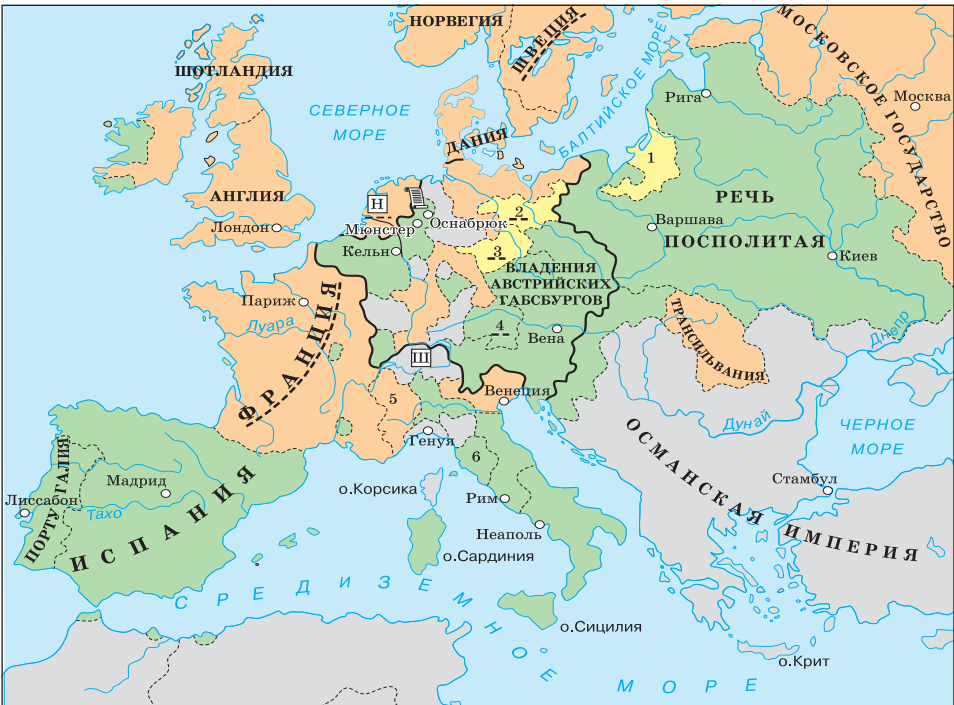 НОРВЕГИЯ
ШВЕЦИЯ
МОСКОВСКОЕ ГОСУДАРСТВО
ШОТЛАНДИЯ
СЕВЕРНОЕ
МОРЕ
БАЛТИЙСКОЕ МОРЕ
Рига
Москва
ДАНИЯ
1
АНГЛИЯ
Лондон
Н
2
Оснабрюк
Мюнстер
Кельн
3
РЕЧЬ
ПОСПОЛИТАЯ
Варшава
Киев
ВЛАДЕНИЯ
АВСТРИЙСКИХ
ГАБСБУРГОВ
Париж
Луара
ФРАНЦИЯ
4
Вена
Ш
ТРАНСИЛЬВАНИЯ
Днепр
5
Венеция
Генуя
6
Дунай
ЧЕРНОЕ
МОРЕ
ОСМАНСКАЯ ИМПЕРИЯ
Стамбул
ПОРТУГАЛИЯ
Лиссабон
Мадрид
Тахо
ИСПАНИЯ
о.Корсика
Рим
Неаполь
о.Сардиния
о.Сицилия
о.Крит
СРЕДИЗЕМНОЕ МОРЕ